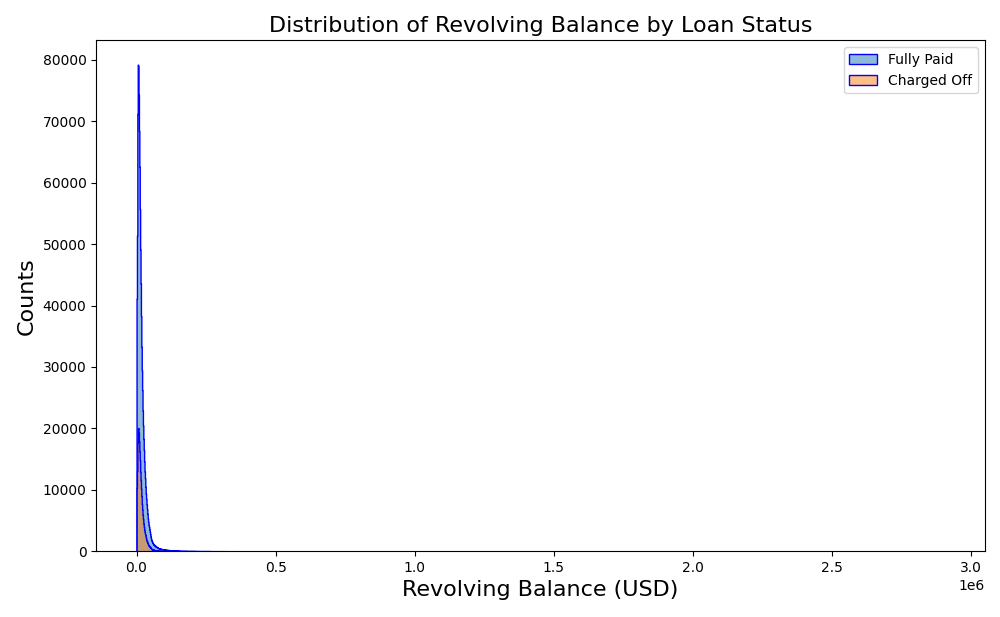 Distribution of Revolving Balance by Loan Status
Fully Paid
Charged Off
80000
70000
60000
50000
40000
30000
20000
10000
0
Counts
0.0 0.5 1.0 1.5 2.0 2.5 3.0
1e6
Revolving Balance (USD)